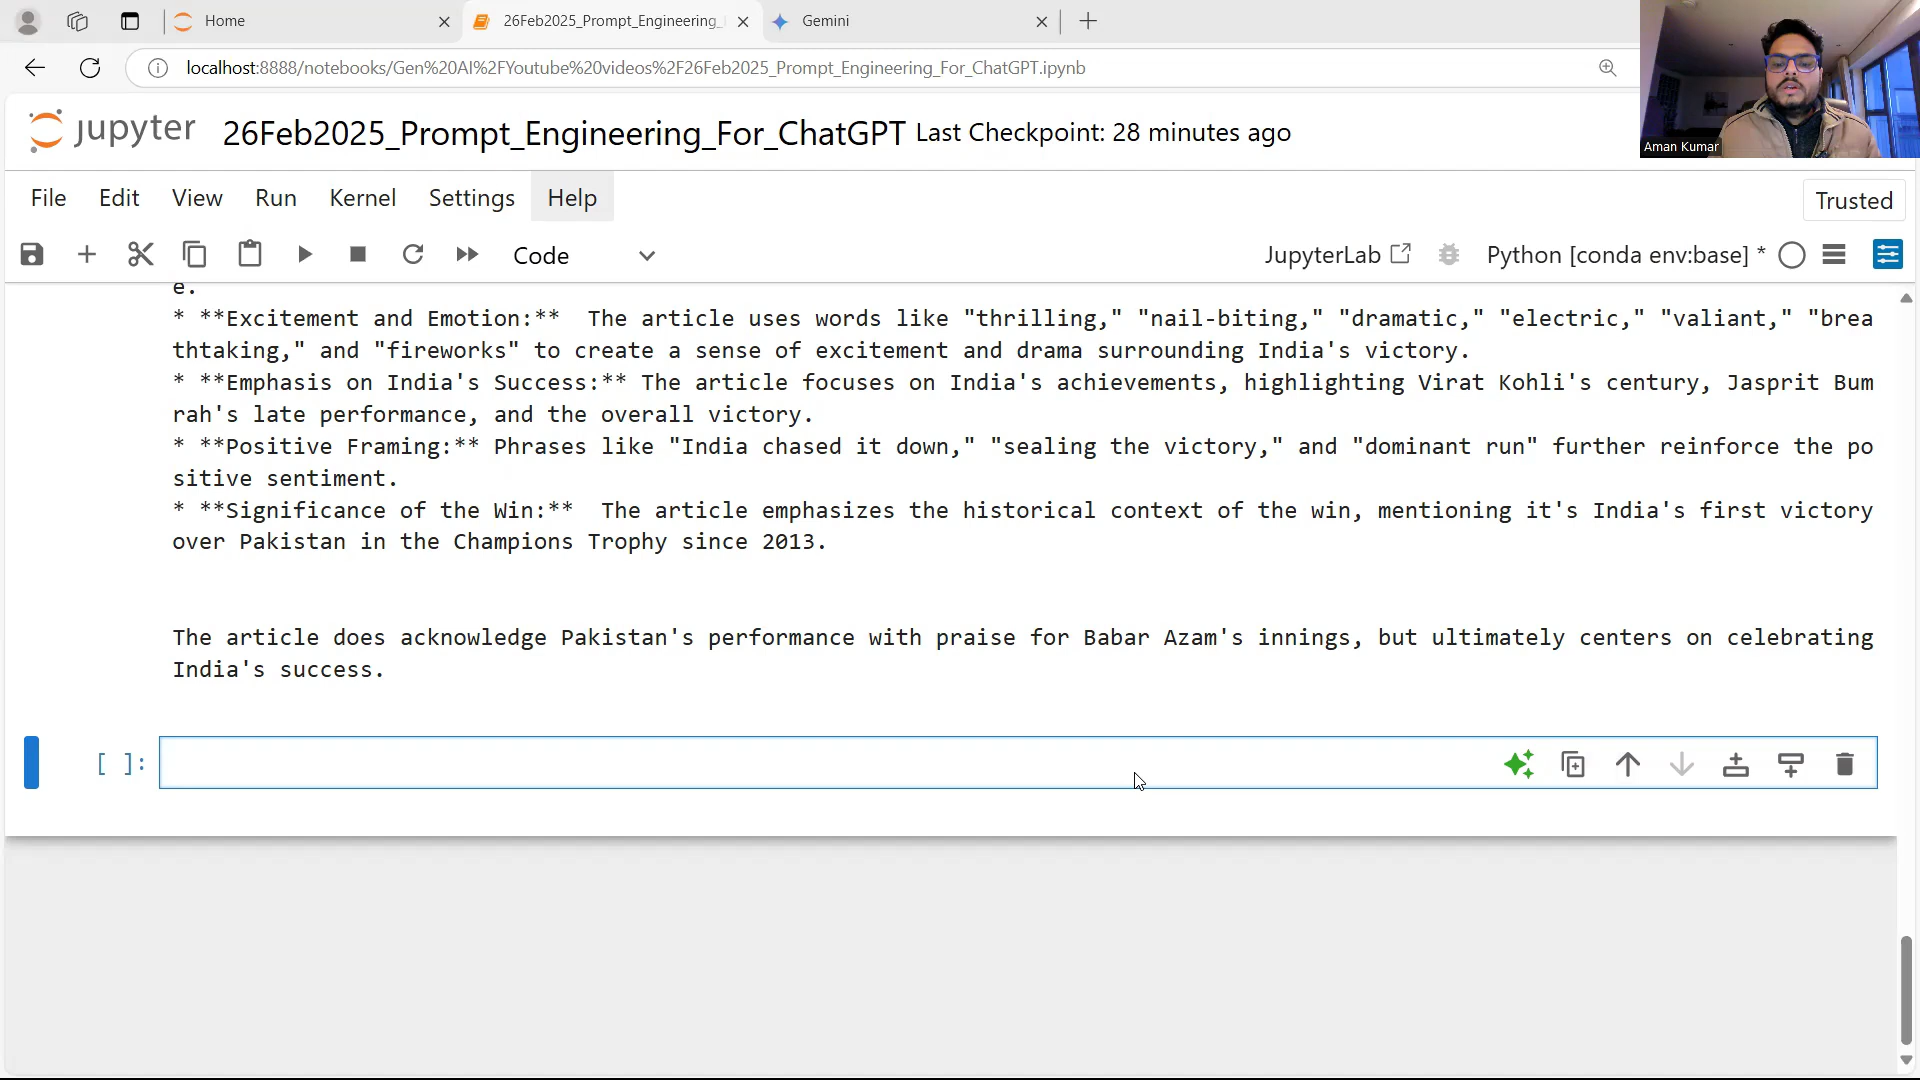 Home
26Feb2025_Prompt_Engineering_
Gemini
localhost:8888/notebooks/Gen%20AI%2FYoutube%20videos%2F26Feb2025_Prompt_Engineering_For_ChatGPT.ipynb
Aman Kumar
jupyter 26Feb2025_Prompt_Engineering_For_ChatGPT Last Checkpoint: 28 minutes ago
File Edit View Run Kernel Settings Help
Trusted
Code
JupyterLab
Python [conda env:base] *
e.
* **Excitement and Emotion:**  The article uses words like "thrilling," "nail-biting," "dramatic," "electric," "valiant," "brea
thtaking," and "fireworks" to create a sense of excitement and drama surrounding India's victory.
* **Emphasis on India's Success:** The article focuses on India's achievements, highlighting Virat Kohli's century, Jasprit Bum
rah's late performance, and the overall victory.
* **Positive Framing:** Phrases like "India chased it down," "sealing the victory," and "dominant run" further reinforce the po
sitive sentiment.
* **Significance of the Win:**  The article emphasizes the historical context of the win, mentioning it's India's first victory
over Pakistan in the Champions Trophy since 2013.
The article does acknowledge Pakistan's performance with praise for Babar Azam's innings, but ultimately centers on celebrating
India's success.
[ ]: